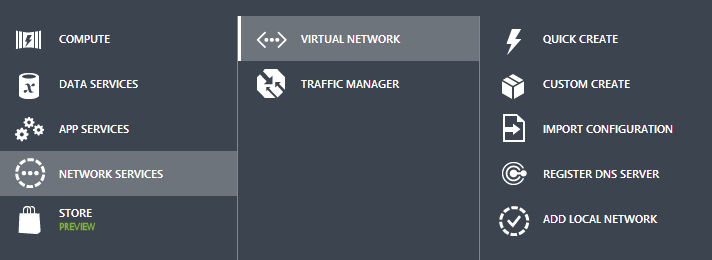 COMPUTE
DATA SERVICES
APP SERVICES
NETWORK SERVICES
STORE
PREVIEW
VIRTUAL NETWORK
TRAFFIC MANAGER
QUICK CREATE
CUSTOM CREATE
IMPORT CONFIGURATION
REGISTER DNS SERVER
ADD LOCAL NETWORK